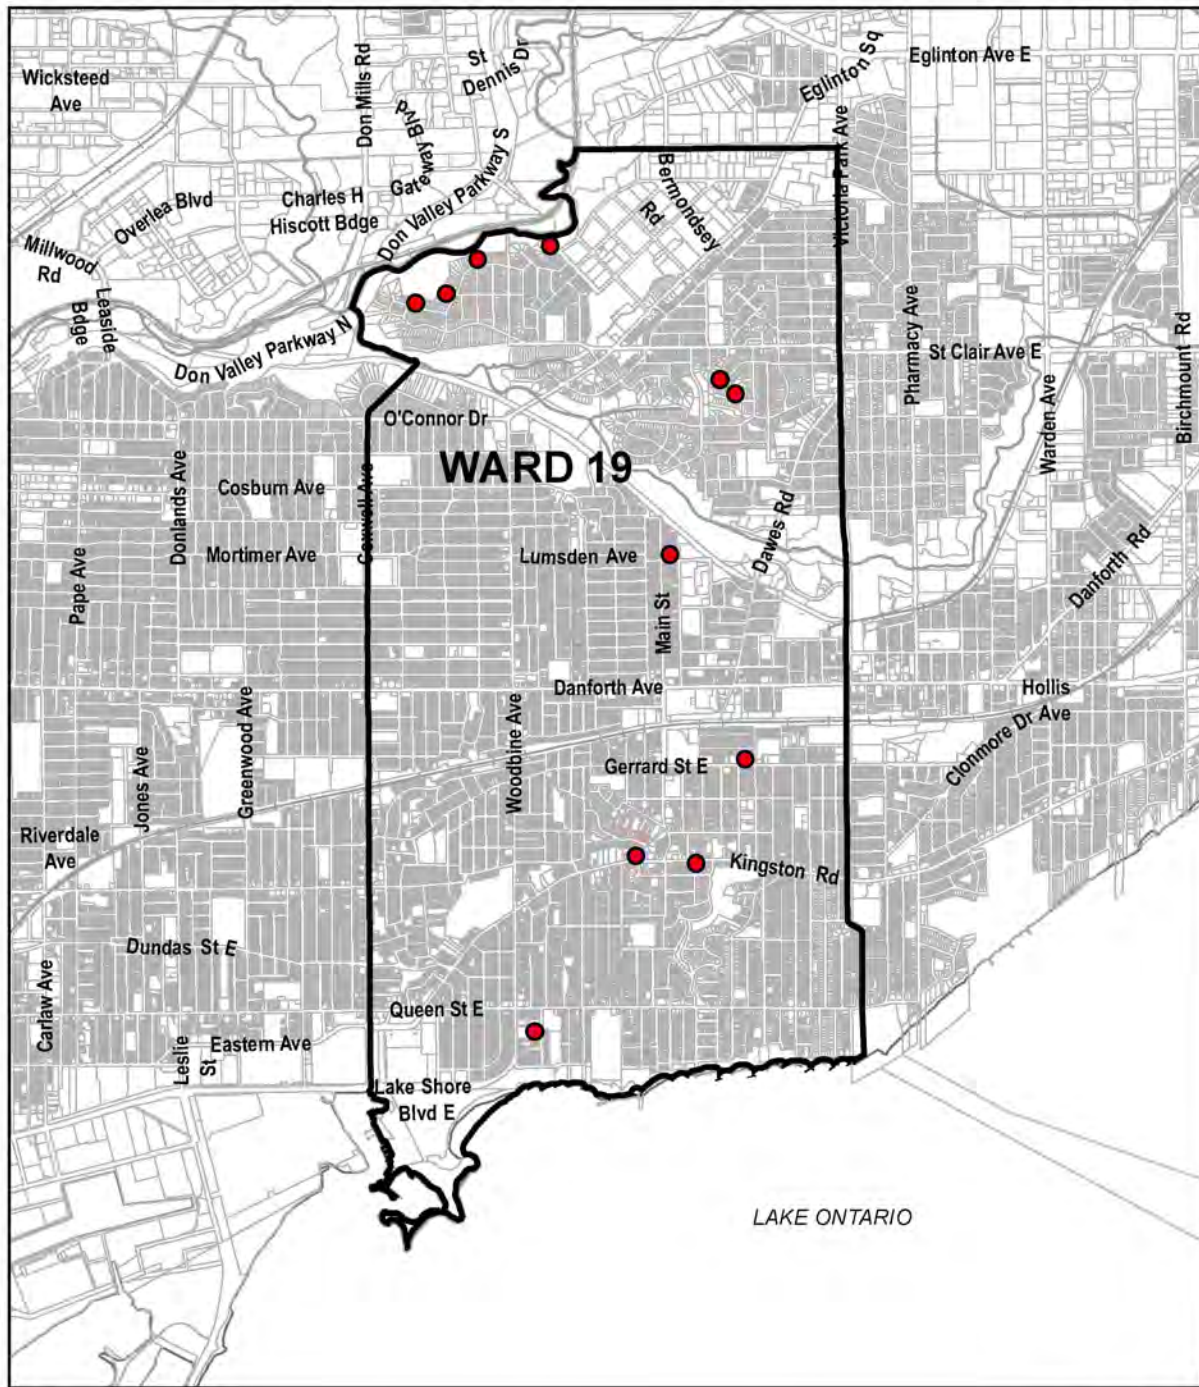 Wicksteed
Ave
Don Mills Rd
St
Dennis Dr
Eglinton Sq
Eglinton Ave E
Gateway Blvd
Don Valley Parkway S
Overlea Blvd
Charles H
Hiscott Bdge
Bermondsey
Rd
Victoria Park Ave
Millwood
Rd
Leaside
Bdge
Don Valley Parkway N
Pharmacy Ave
St Clair Ave E
Birchmount Rd
Warden Ave
O'Connor Dr
WARD 19
Donlands Ave
Cosburn Ave
Coxwell Ave
Mortimer Ave
Lumsden Ave
Dawes Rd
Danforth Rd
Pape Ave
Main St
Danforth Ave
Hollis
Ave
Clonmore Dr
Greenwood Ave
Jones Ave
Woodbine Ave
Gerrard St E
Riverdale
Ave
Kingston Rd
Dundas St E
Carlaw Ave
Queen St E
Eastern Ave
Leslie
St
Lake Shore
Blvd E
LAKE ONTARIO